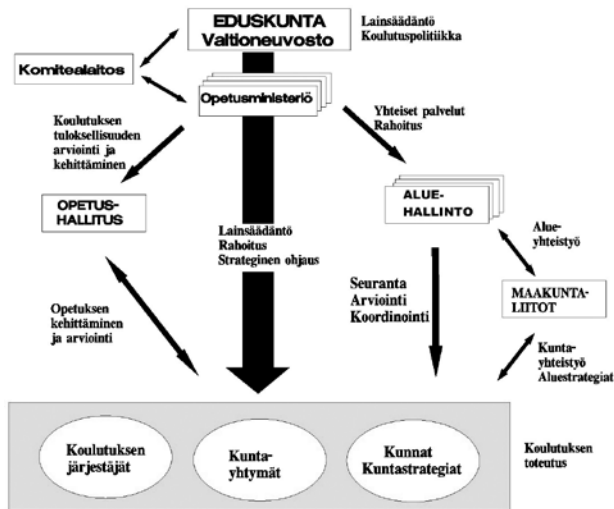 EDUSKUNTA
Valtioneuvosto
Lainsäädäntö
Koulutuspolitiikka
Komitealaitos
Opetusministeriö
Koulutuksen
tuloksellisuuden
arviointi ja
kehittäminen
Yhteiset palvelut
Rahoitus
OPETUS-
HALLITUS
ALUE-
HALLINTO
Lainsäädäntö
Rahoitus
Strateginen ohjaus
Alue-
yhteistyö
Seuranta
Arviointi
Koordinointi
MAAKUNTA-
LIITOT
Opetuksen
kehittäminen
ja arviointi
Kunta-
yhteistyö
Aluestrategiat
Koulutuksen
järjestäjät
Kunta-
yhtymät
Kunnat
Kuntastrategiat
Koulutuksen
toteutus